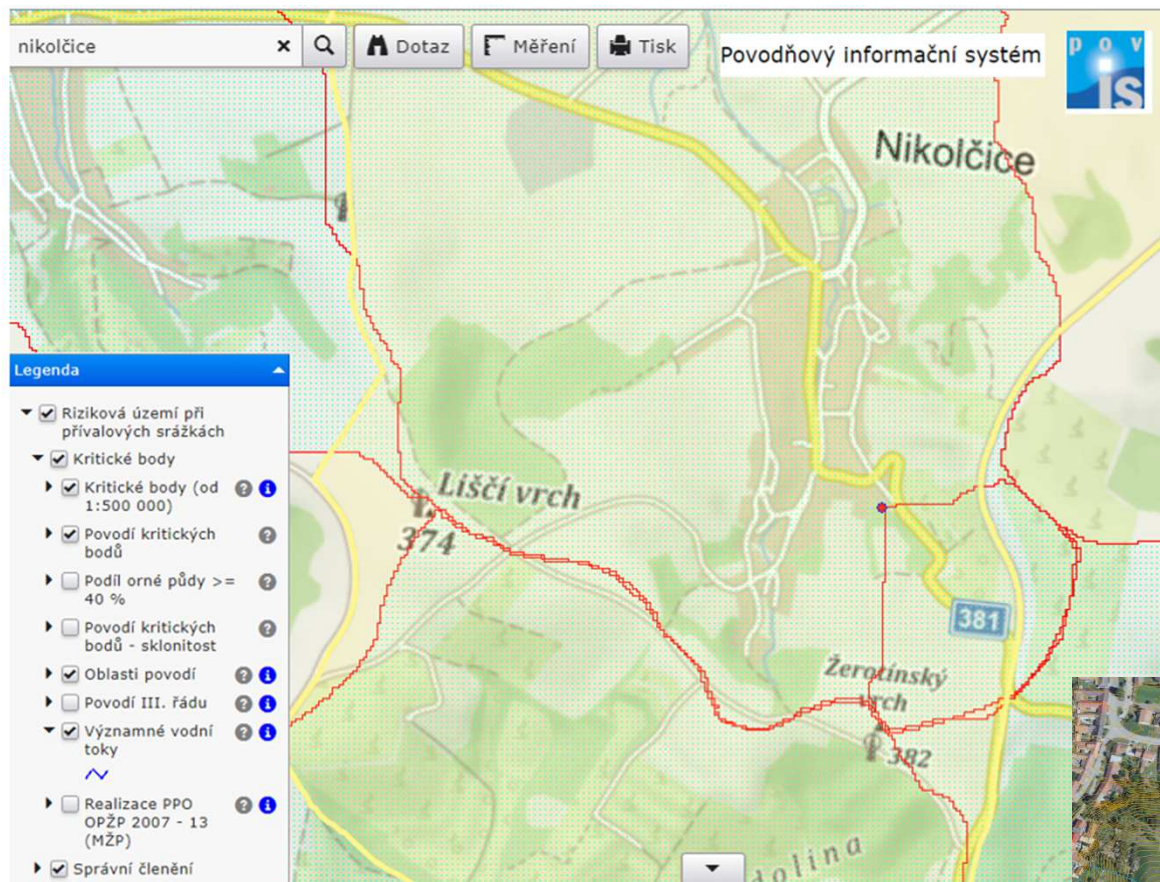 nikolčice
Dotaz
Měření
Tisk
Povodňový informační systém
pov
is
Nikolčice
Liščí vrch
374
381
Žerotínský
vrch
382
dolina
Legenda
Riziková území při
přívalových srážkách
Kritické body
Kritické body (od
1:500 000)
Povodí kritických
bodů
Podíl orné půdy >=
40 %
Povodí kritických
bodů - sklonitost
Oblasti povodí
Povodí III. řádu
Významné vodní
toky
Realizace PPO
OPŽP 2007 - 13
(MŽP)
Správní členění